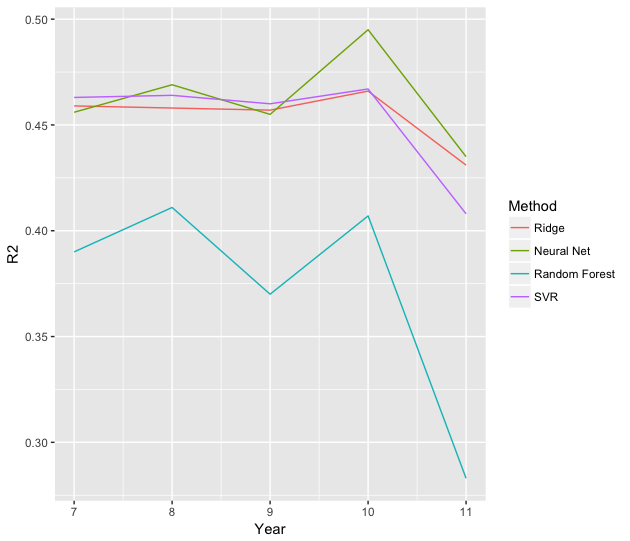 0.50
0.45
0.40
0.35
0.30
R2
7 8 9 10 11
Year
Method
Ridge
Neural Net
Random Forest
SVR